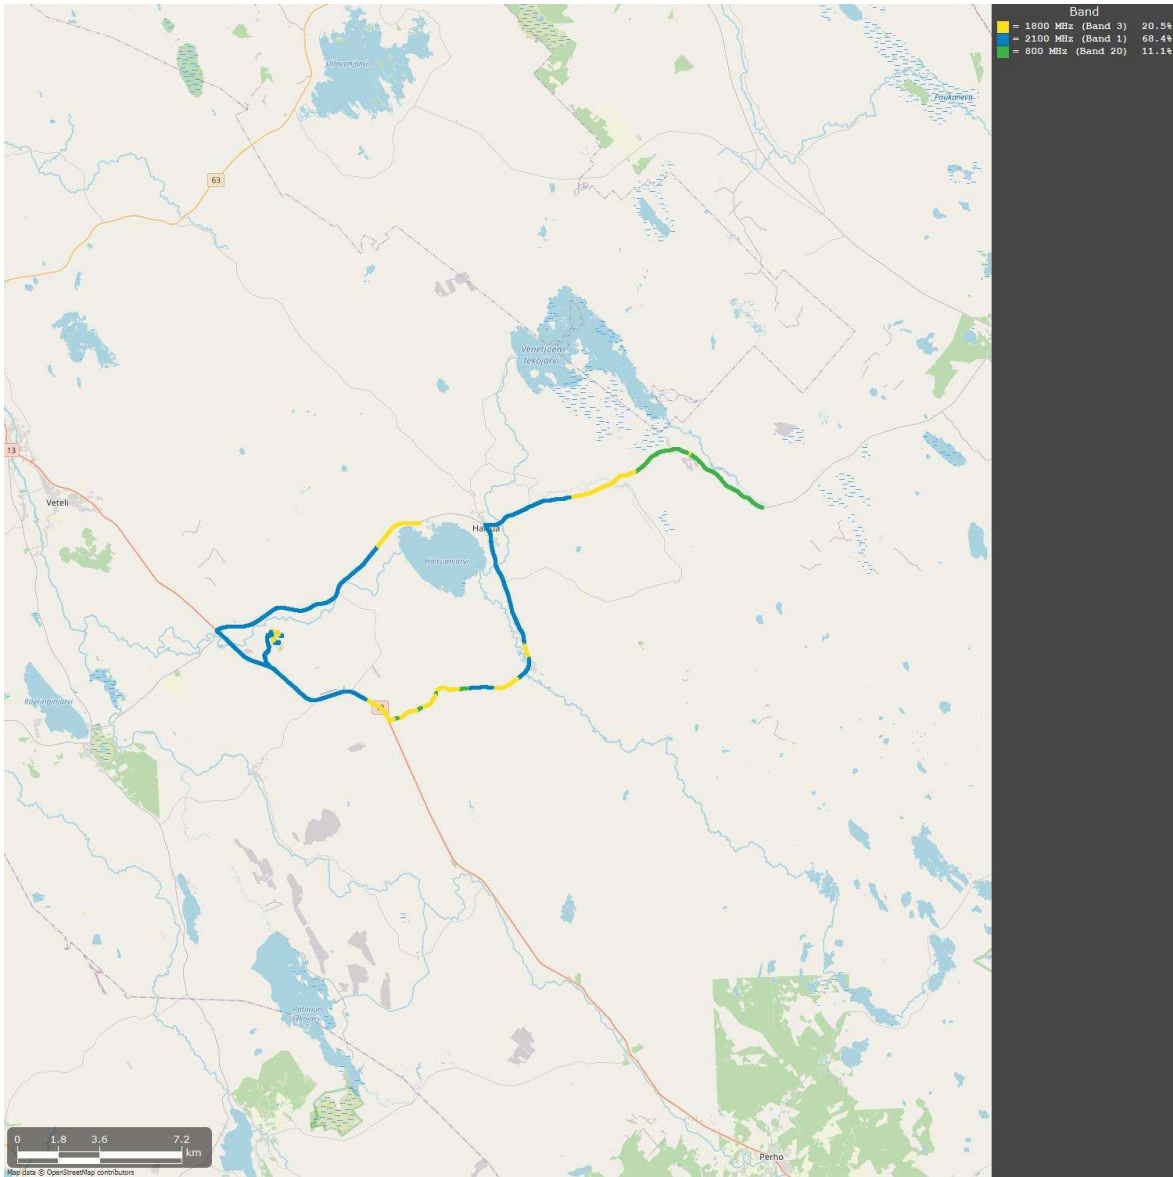 Band
= 1800 MHz (Band 3) 20.5%
= 2100 MHz (Band 1) 68.4%
= 800 MHz (Band 20) 11.1%
Ullavanjärvi
Paukaneva
63
Venetjoen
tekojärvi
13
Veteli
Halsua
Halsuanjärvi
Räyringinjärvi
13
Patanan
tekojärvi
0 1.8 3.6 7.2
km
Map data © OpenStreetMap contributors
Perho